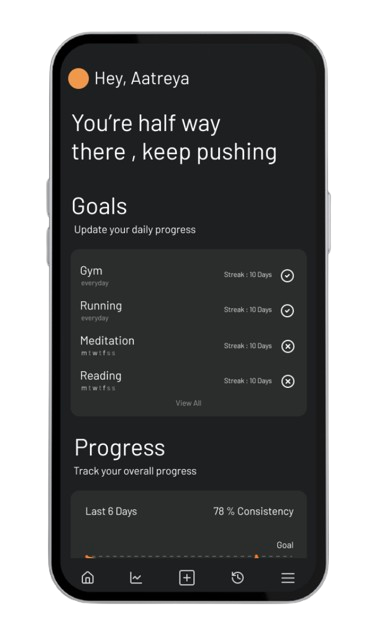 Hey, Aatreya
You're half way
there , keep pushing
Goals
Update your daily progress
Gym
everyday
Streak : 10 Days
Running
everyday
Streak : 10 Days
Meditation
m t w t f s s
Streak : 10 Days
Reading
m t w t f s s
Streak : 10 Days
View All
Progress
Track your overall progress
Last 6 Days
78 % Consistency
Goal